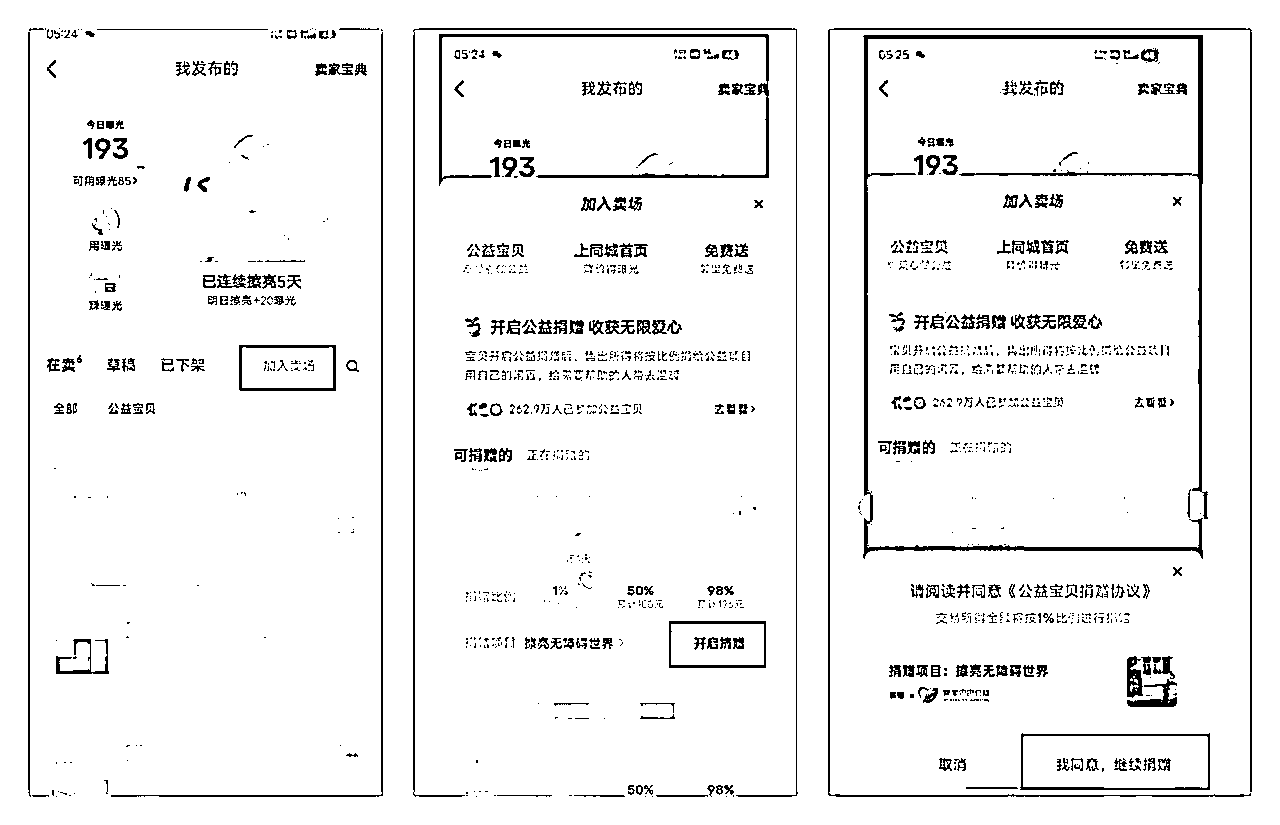 05:24
我发布的
卖家宝典
今日曝光
193
可用曝光85>
用曝光
赚曝光
已连续擦亮5天
明日擦亮+20曝光
在卖6 草稿 已下架 加入卖场
全部 公益宝贝
05:24
我发布的
卖家宝典
今日曝光
193
加入卖场
公益宝贝 上同城首页 免费送
开启公益捐赠 收获无限爱心
宝贝开启公益捐赠后,售出所得将按比例捐给公益项目
用自己的闲置,给需要帮助的人带去温暖
262.9万人已参加公益宝贝 去看看>
可捐赠的 正在捐赠的
捐赠比例 1% 50% 98%
捐赠项目 擦亮无障碍世界 >
开启捐赠
50% 98%
05:25
我发布的
卖家宝典
今日曝光
193
加入卖场
公益宝贝 上同城首页 免费送
开启公益捐赠 收获无限爱心
宝贝开启公益捐赠后,售出所得将按比例捐给公益项目
用自己的闲置,给需要帮助的人带去温暖
262.9万人已参加公益宝贝 去看看>
可捐赠的 正在捐赠的
请阅读并同意《公益宝贝捐赠协议》
交易所得金额将按1%比例进行捐赠
捐赠项目:擦亮无障碍世界
取消
我同意,继续捐赠